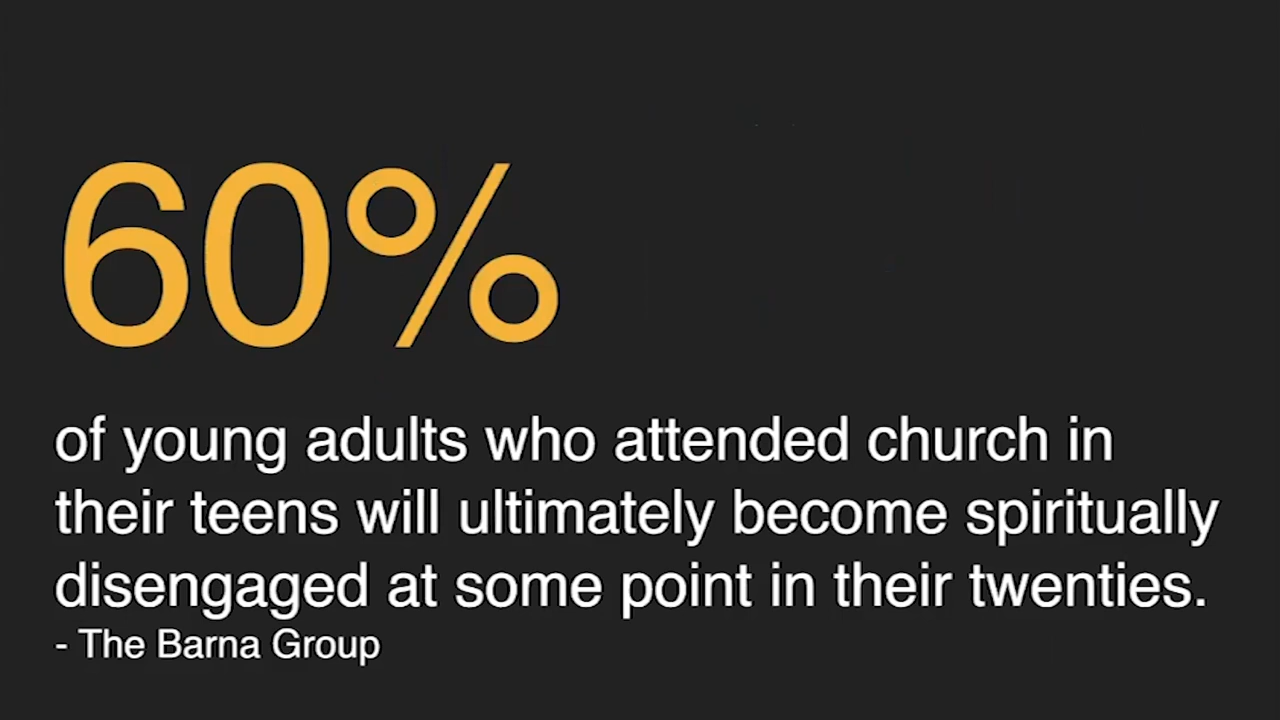 60%
of young adults who attended church in
their teens will ultimately become spiritually
disengaged at some point in their twenties.
- The Barna Group